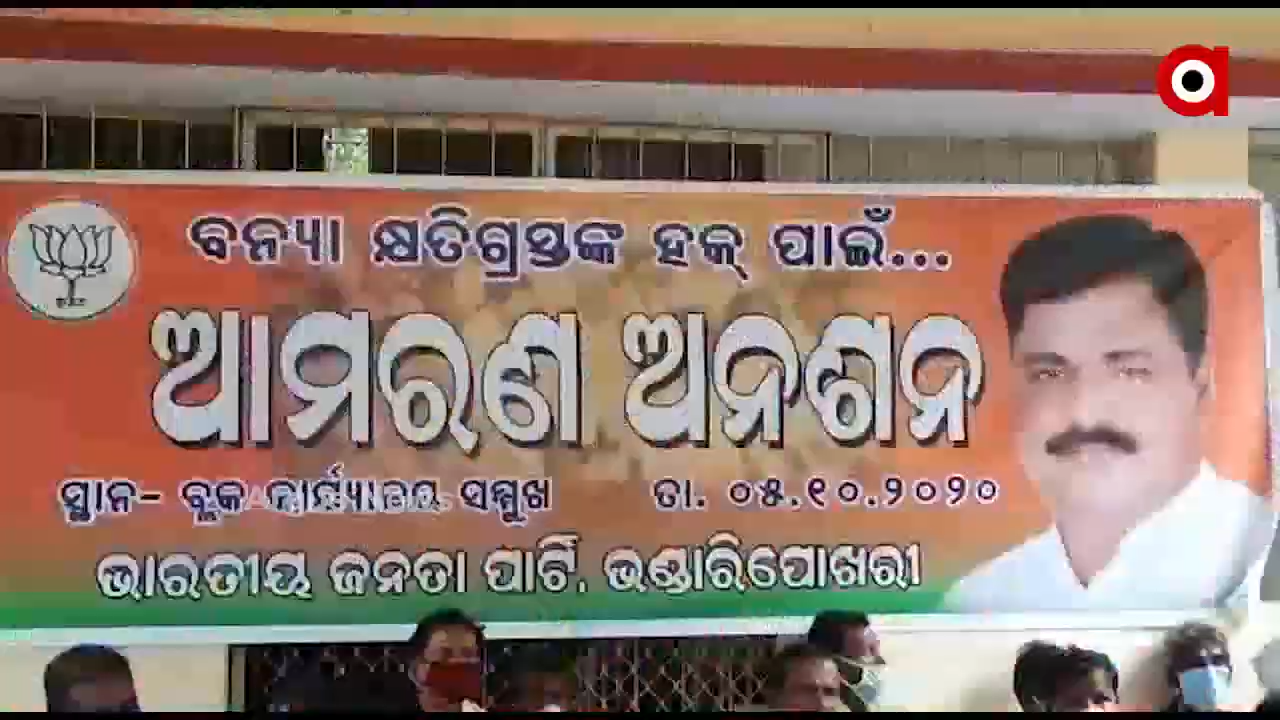 ବନ୍ୟା କ୍ଷତିଗ୍ରସ୍ତଙ୍କ ହକ୍ ପାଇଁ...
ଆମରଣ ଅନଶନ
ସ୍ଥାନ- ବ୍ଲକ କାର୍ଯ୍ୟାଳୟ ସମ୍ମୁଖ ତା. ୦୫.୧୦.୨୦୨୦
ଭାରତୀୟ ଜନତା ପାର୍ଟି, ଭଣ୍ଡାରିପୋଖରୀ